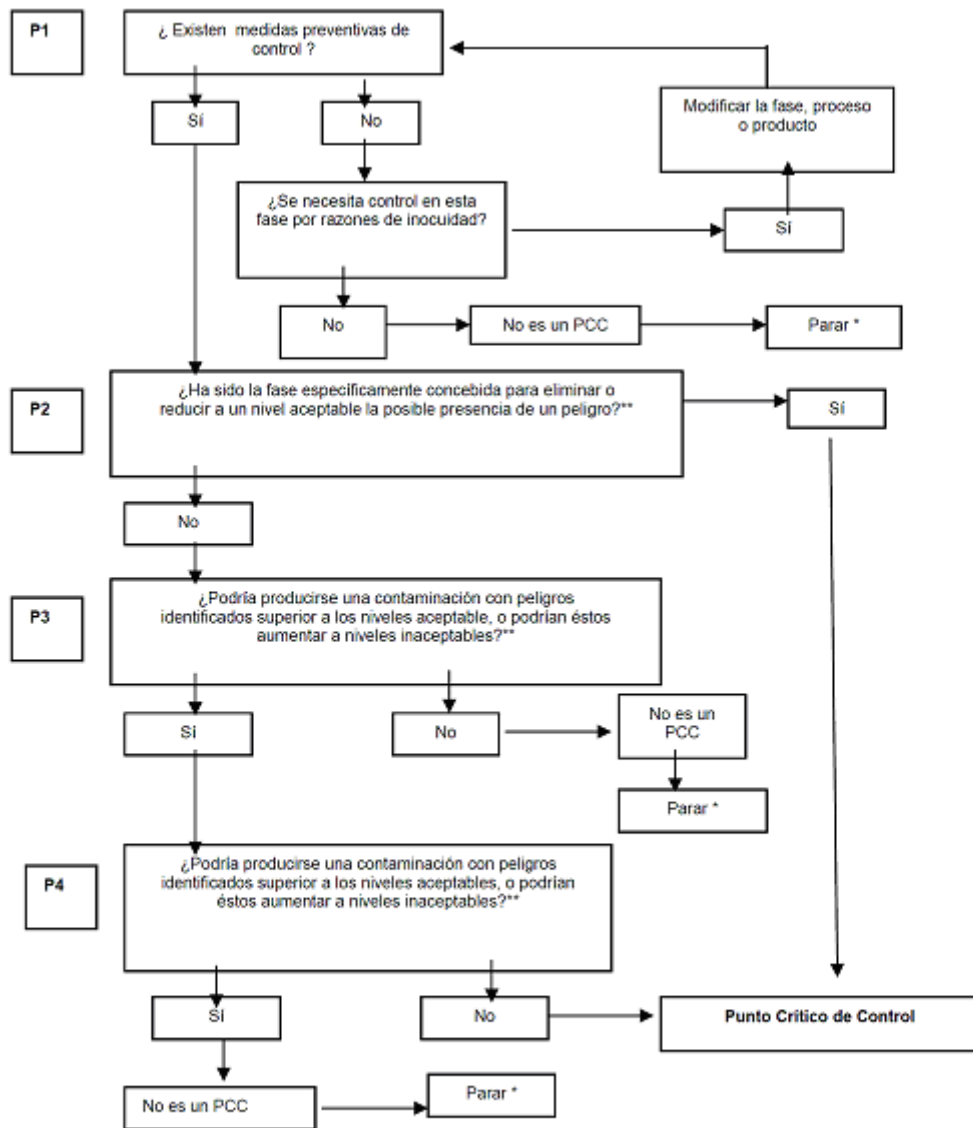 P1
¿ Existen medidas preventivas de
control ?
Sí
No
Modificar la fase, proceso
o producto
¿Se necesita control en esta
fase por razones de inocuidad?
Sí
No
No es un PCC
Parar *
P2
¿Ha sido la fase específicamente concebida para eliminar o
reducir a un nivel aceptable la posible presencia de un peligro?**
Sí
No
P3
¿Podría producirse una contaminación con peligros
identificados superior a los niveles aceptable, o podrían éstos
aumentar a niveles inaceptables?**
Sí
No
No es un
PCC
Parar *
P4
¿Podría producirse una contaminación con peligros
identificados superior a los niveles aceptables, o podrían
éstos aumentar a niveles inaceptables?**
Sí
No
Punto Crítico de Control
No es un PCC
Parar *